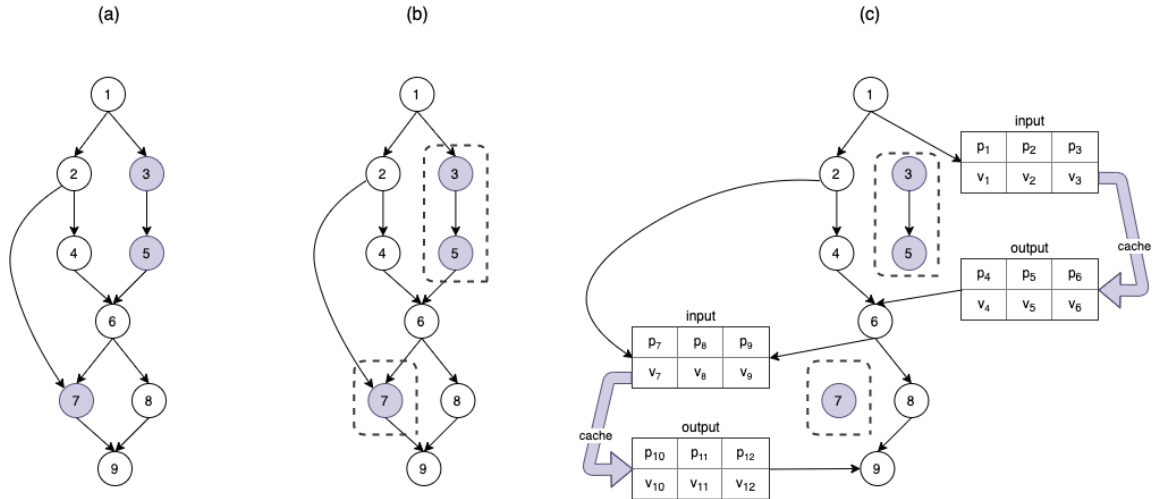 (a)
1
2
3
4
5
6
7
8
9
(b)
1
2
3
4
5
6
7
8
9
(c)
1
input
p₁ p₂ p₃
v₁ v₂ v₃
2
3
cache
4
5
output
p₄ p₅ p₆
v₄ v₅ v₆
6
input
p₇ p₈ p₉
v₇ v₈ v₉
7
8
cache
output
p₁₀ p₁₁ p₁₂
v₁₀ v₁₁ v₁₂
9